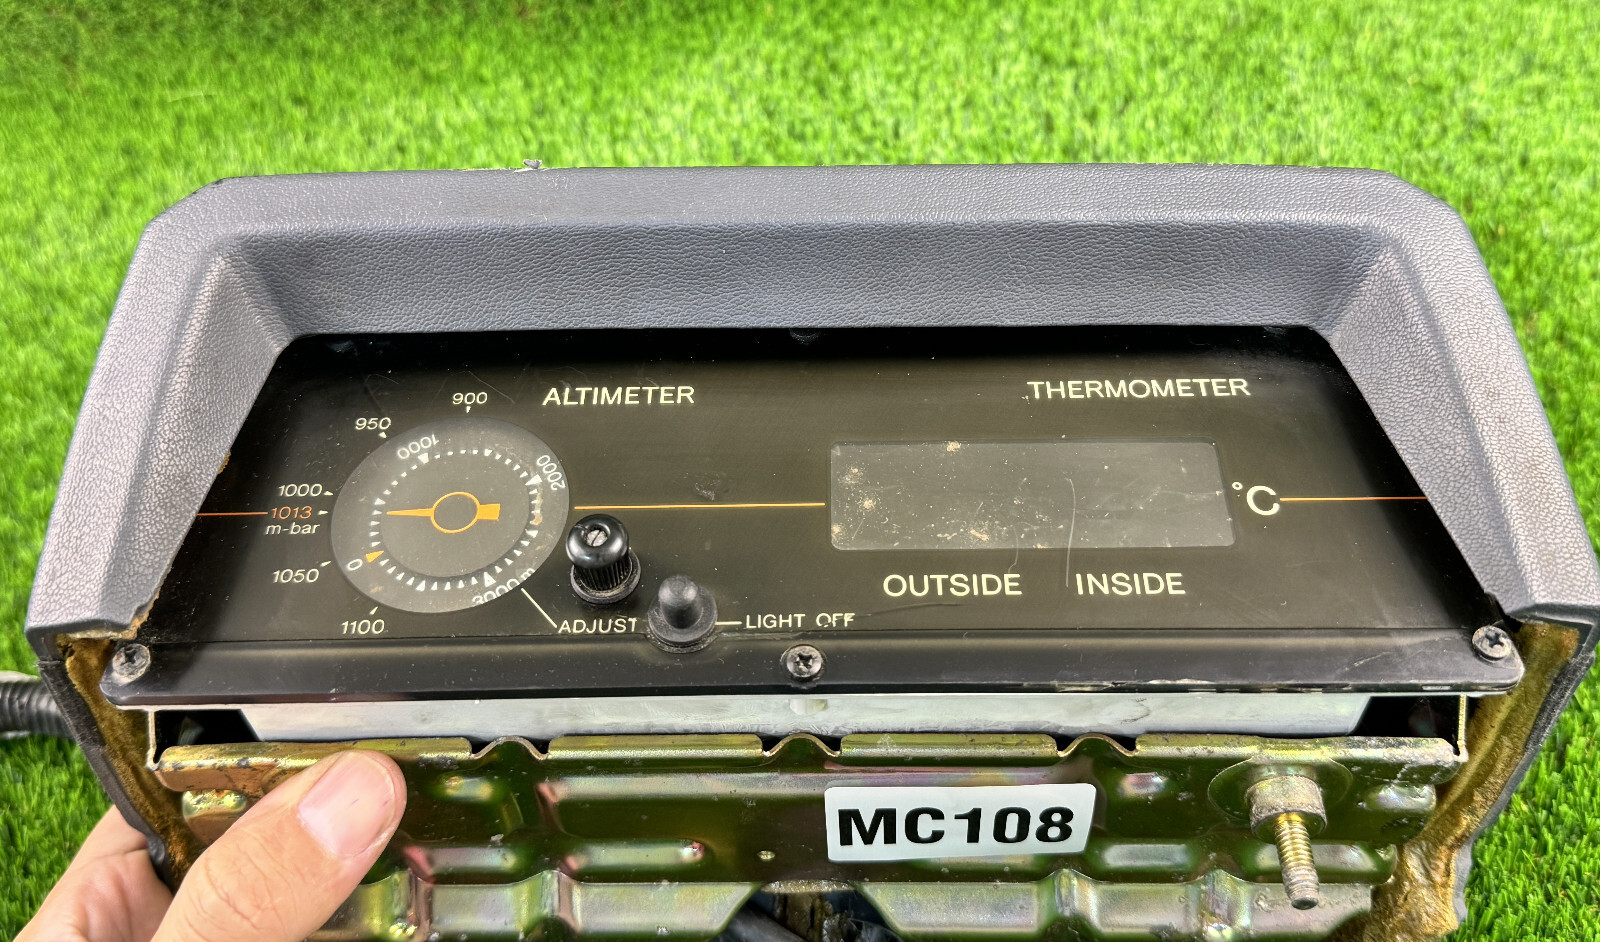 ALTIMETER
THERMOMETER
900
950
1000
1013
m-bar
1050
1100
1000
2000
3000m
0
ADJUST
LIGHT OFF
°C
OUTSIDE INSIDE
MC108